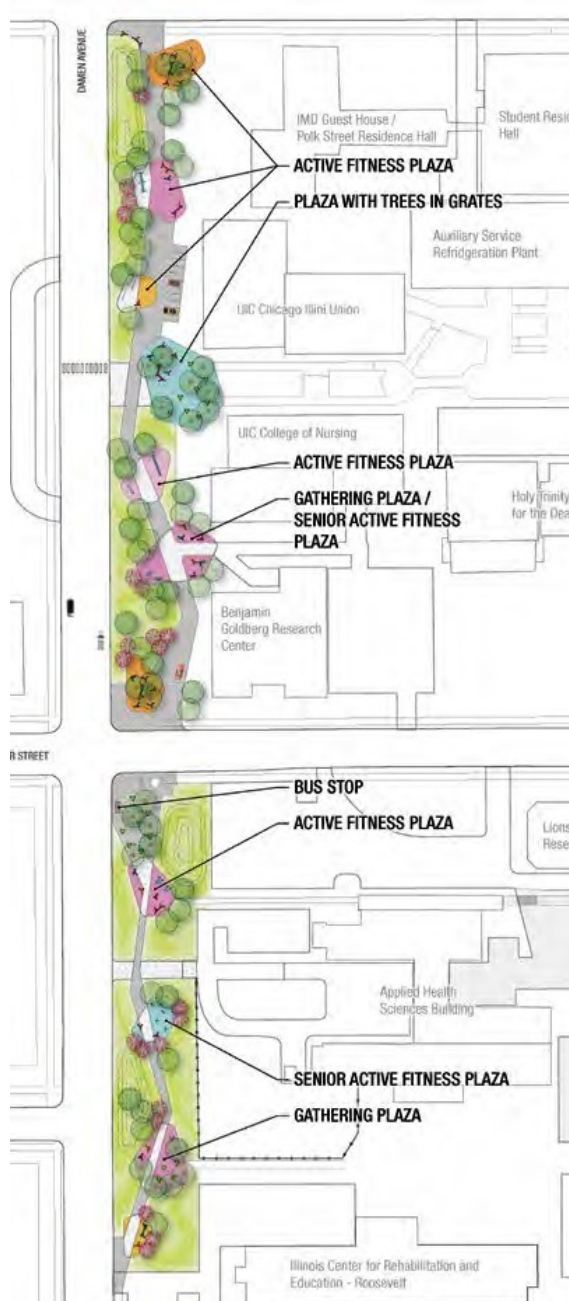 DAMEN AVENUE
IMD Guest House /
Polk Street Residence Hall
Student Resi
Hall
ACTIVE FITNESS PLAZA
PLAZA WITH TREES IN GRATES
Auxiliary Service
Refridgeration Plant
UIC Chicago Illini Union
UIC College of Nursing
ACTIVE FITNESS PLAZA
GATHERING PLAZA /
SENIOR ACTIVE FITNESS
PLAZA
Holy Trinity
for the Dea
Benjamin
Goldberg Research
Center
R STREET
BUS STOP
ACTIVE FITNESS PLAZA
Lions
Rese
Applied Health
Sciences Building
SENIOR ACTIVE FITNESS PLAZA
GATHERING PLAZA
Illinois Center for Rehabilitation and
Education - Roosevelt